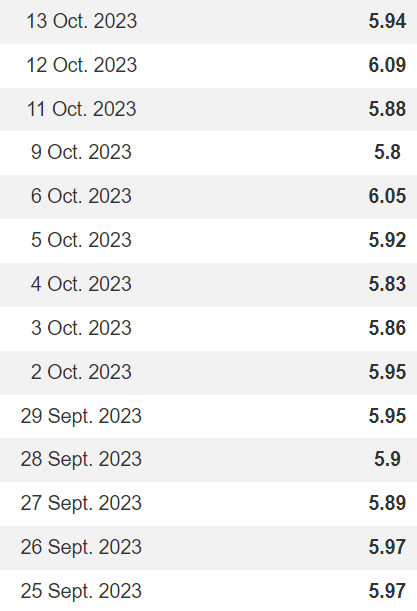 13 Oct. 2023 5.94
12 Oct. 2023 6.09
11 Oct. 2023 5.88
9 Oct. 2023 5.8
6 Oct. 2023 6.05
5 Oct. 2023 5.92
4 Oct. 2023 5.83
3 Oct. 2023 5.86
2 Oct. 2023 5.95
29 Sept. 2023 5.95
28 Sept. 2023 5.9
27 Sept. 2023 5.89
26 Sept. 2023 5.97
25 Sept. 2023 5.97